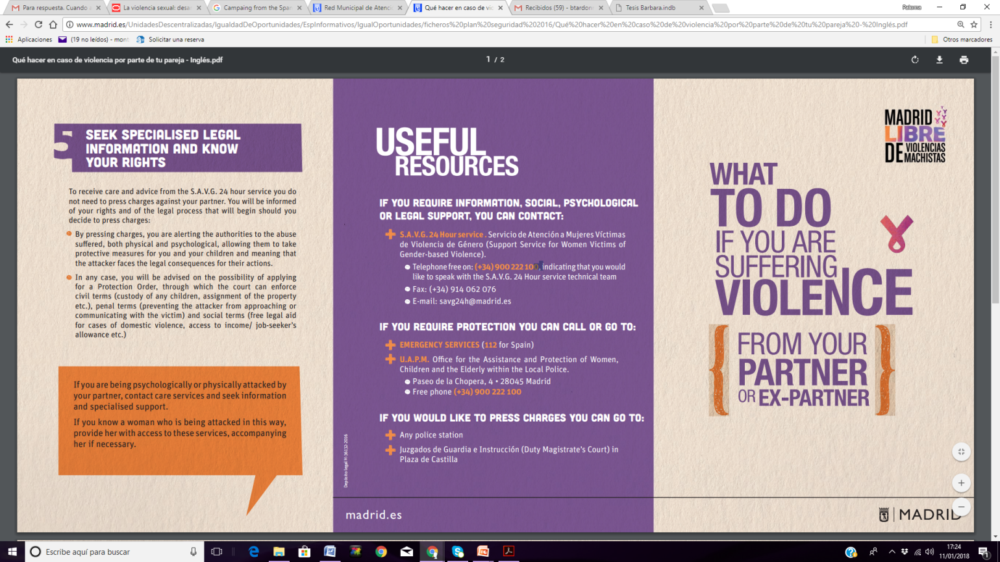 Para respuesta. Cuando
La violencia sexual: desa
Campaing from the Spa
Red Municipal de Atenci
Qué hacer en caso de vio
Recibidos (59) - btardon
Tesis Barbara.indb
Paloma
www.madrid.es/UnidadesDescentralizadas/IgualdadDeOportunidades/EspInformativos/IgualOportunidades/ficheros%20plan%20seguridad%202016/Qué%20hacer%20en%20caso%20de%20violencia%20por%20parte%20de%20tu%20pareja%20-%20Inglés.pdf
Aplicaciones
(19 no leídos) - mont
Solicitar una reserva
Otros marcadores
Qué hacer en caso de violencia por parte de tu pareja - Inglés.pdf
1 / 2
5
SEEK SPECIALISED LEGAL
INFORMATION AND KNOW
YOUR RIGHTS
To receive care and advice from the S.A.V.G. 24 hour service you do
not need to press charges against your partner. You will be informed
of your rights and of the legal process that will begin should you
decide to press charges:
By pressing charges, you are alerting the authorities to the abuse
suffered, both physical and psychological, allowing them to take
protective measures for you and your children and meaning that
the attacker faces the legal consequences for their actions.
In any case, you will be advised on the possibility of applying
for a Protection Order, through which the court can enforce
civil terms (custody of any children, assignment of the property
etc.), penal terms (preventing the attacker from approaching or
communicating with the victim) and social terms (free legal aid
for cases of domestic violence, access to income/ job-seeker's
allowance etc.)
If you are being psychologically or physically attacked by
your partner, contact care services and seek information
and specialised support.
If you know a woman who is being attacked in this way,
provide her with access to these services, accompanying
her if necessary.
USEFUL
RESOURCES
IF YOU REQUIRE INFORMATION, SOCIAL, PSYCHOLOGICAL
OR LEGAL SUPPORT, YOU CAN CONTACT:
S.A.V.G. 24 Hour service . Servicio de Atención a Mujeres Víctimas
de Violencia de Género (Support Service for Women Victims of
Gender-based Violence).
Telephone free on: (+34) 900 222 100, indicating that you would
like to speak with the S.A.V.G. 24 Hour service technical team
Fax: (+34) 914 062 076
E-mail: savg24h@madrid.es
IF YOU REQUIRE PROTECTION YOU CAN CALL OR GO TO:
EMERGENCY SERVICES (112 for Spain)
U.A.P.M. Office for the Assistance and Protection of Women,
Children and the Elderly within the Local Police.
Paseo de la Chopera, 4 • 28045 Madrid
Free phone (+34) 900 222 100
IF YOU WOULD LIKE TO PRESS CHARGES YOU CAN GO TO:
Any police station
Juzgados de Guardia e Instrucción (Duty Magistrate's Court) in
Plaza de Castilla
Depósito legal M-36132-2016
madrid.es
MADRID
LIBRE
DE VIOLENCIAS
MACHISTAS
WHAT
TO DO
IF YOU ARE
SUFFERING
VIOLENCE
FROM YOUR
PARTNER
OR EX-PARTNER
MADRID
Escribe aquí para buscar
17:24
11/01/2018
1